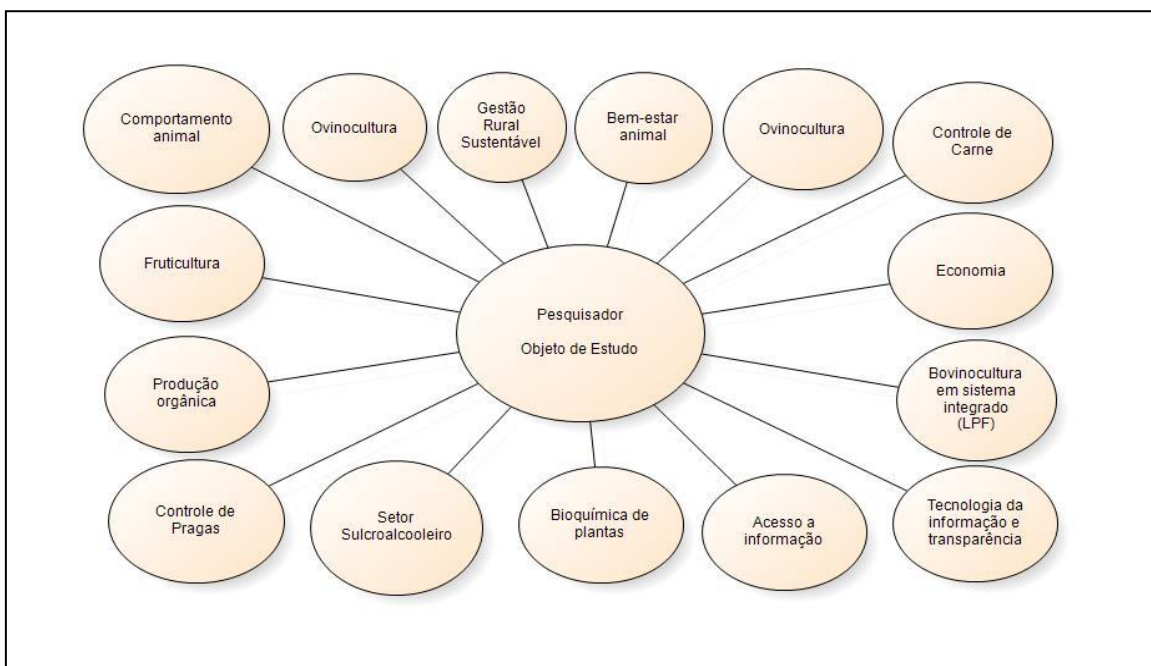 Comportamento
animal
Ovinocultura
Gestão
Rural
Sustentável
Bem-estar
animal
Ovinocultura
Controle de
Carne
Fruticultura
Pesquisador
Objeto de Estudo
Economia
Produção
orgânica
Bovinocultura
em sistema
integrado
(LPF)
Controle de
Pragas
Setor
Sulcroalcooleiro
Bioquímica de
plantas
Acesso a
informação
Tecnologia da
informação e
transparência